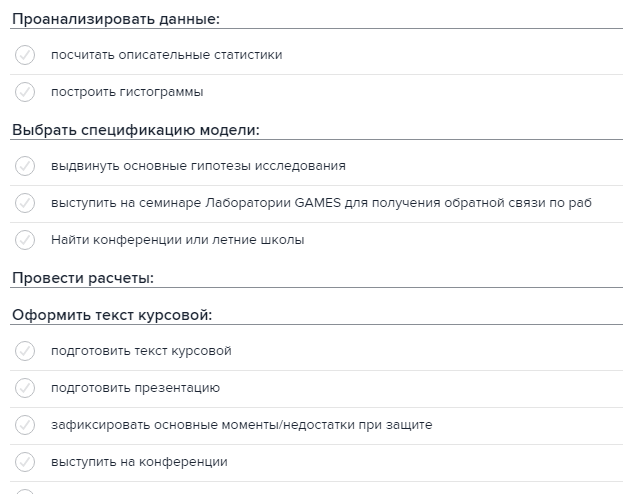 Проанализировать данные:
посчитать описательные статистики
построить гистограммы
Выбрать спецификацию модели:
выдвинуть основные гипотезы исследования
выступить на семинаре Лаборатории GAMES для получения обратной связи по раб
Найти конференции или летние школы
Провести расчеты:
Оформить текст курсовой:
подготовить текст курсовой
подготовить презентацию
зафиксировать основные моменты/недостатки при защите
выступить на конференции